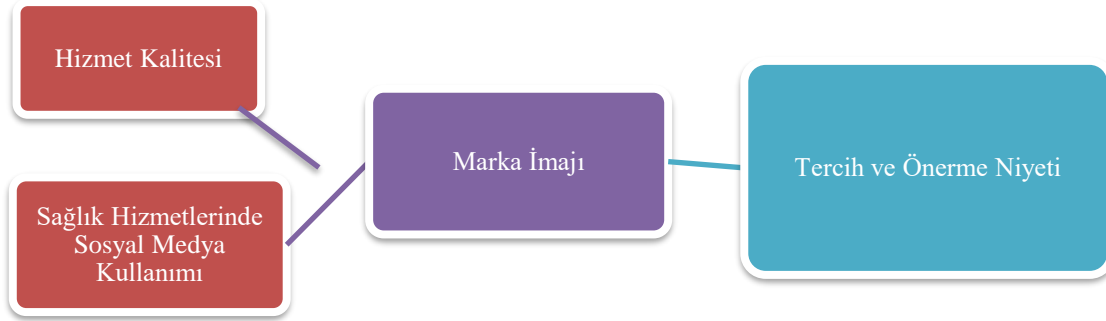 Hizmet Kalitesi
Sağlık Hizmetlerinde
Sosyal Medya
Kullanımı
Marka İmajı
Tercih ve Önerme Niyeti